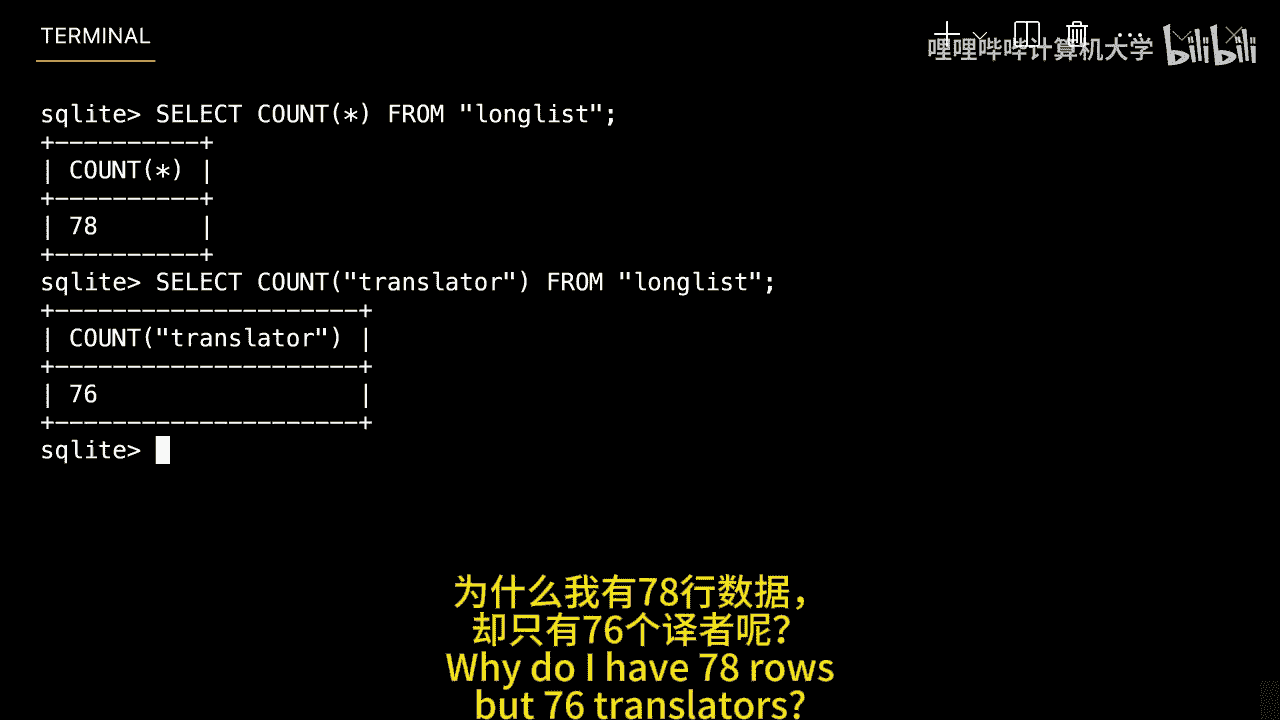 TERMINAL
哩哩哔哔计算机大学 bilibili
sqlite> SELECT COUNT(*) FROM "longlist";
+----------+
| COUNT(*) |
+----------+
| 78       |
+----------+
sqlite> SELECT COUNT("translator") FROM "longlist";
+---------------------+
| COUNT("translator") |
+---------------------+
| 76                  |
+---------------------+
sqlite>
为什么我有78行数据，
却只有76个译者呢？
Why do I have 78 rows
but 76 translators?